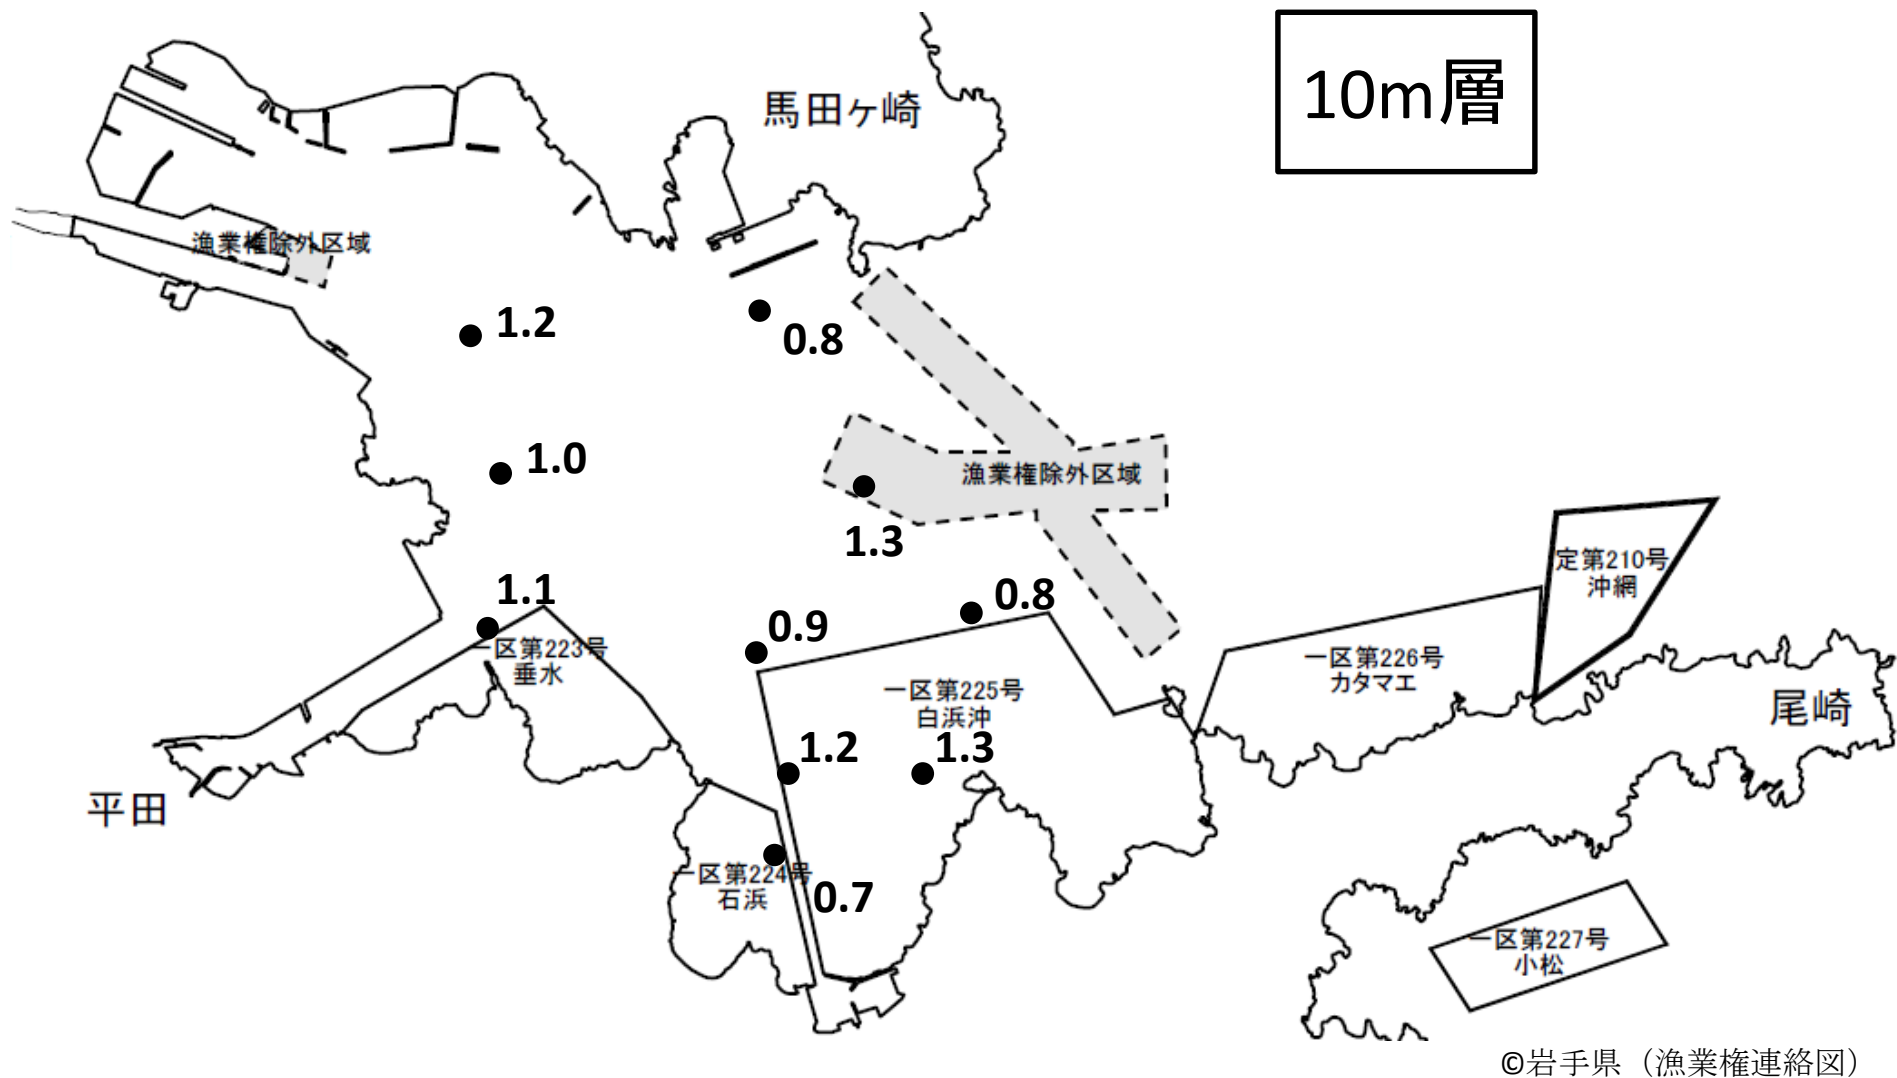 10m層
馬田ヶ崎
漁業権除外区域
1.2
0.8
1.0
漁業権除外区域
1.3
定第210号
沖網
1.1
0.8
0.9
一区第223号
垂水
一区第226号
カタマエ
一区第225号
白浜沖
尾崎
1.2
1.3
平田
一区第224号
石浜
0.7
一区第227号
小松
©岩手県（漁業権連絡図）